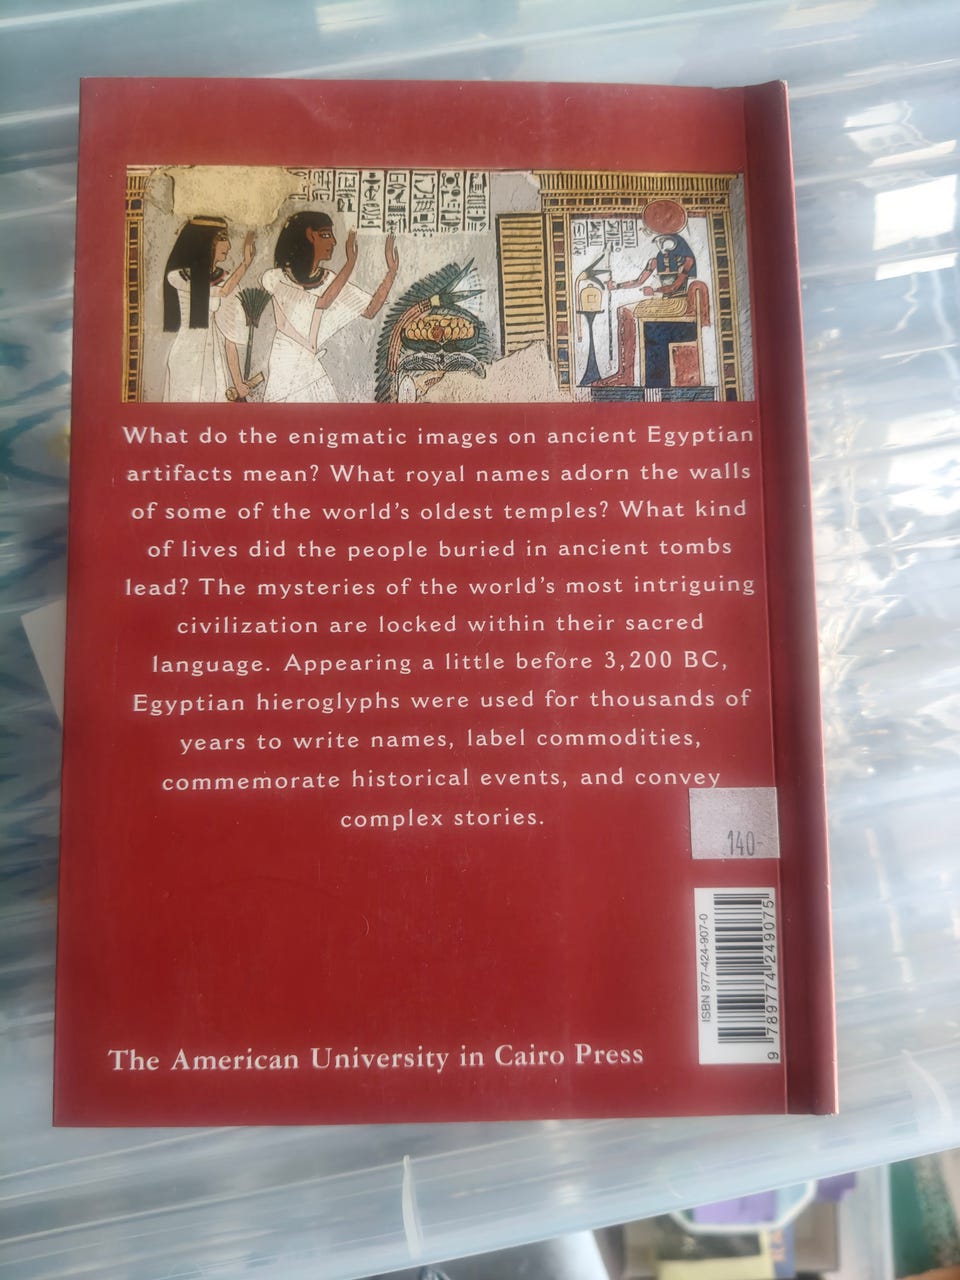 What do the enigmatic images on ancient Egyptian
artifacts mean? What royal names adorn the walls
of some of the world's oldest temples? What kind
of lives did the people buried in ancient tombs
lead? The mysteries of the world's most intriguing
civilization are locked within their sacred
language. Appearing a little before 3,200 BC,
Egyptian hieroglyphs were used for thousands of
years to write names, label commodities,
commemorate historical events, and convey
complex stories.
140-
ISBN 977-424-907-0
9 789774 249075
The American University in Cairo Press